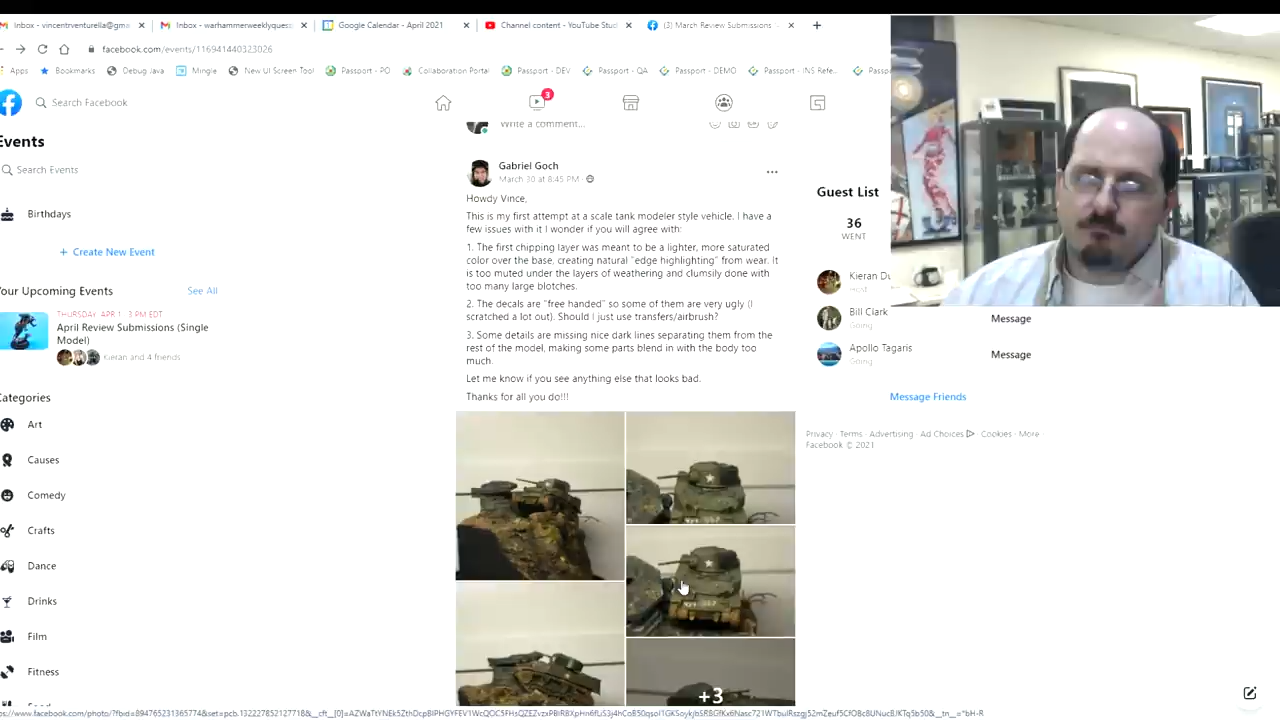 Inbox - vincentrventurella@gma
Inbox - warhammerweeklyques
Google Calendar - April 2021
Channel content - YouTube Stud
(3) March Review Submissions
facebook.com/events/116941440323026
Apps
Bookmarks
Debug Java
Mingle
New UI Screen Tool
Passport - PO
Collaboration Portal
Passport - DEV
Passport - QA
Passport - DEMO
Passport - INS Refe...
Passp
Search Facebook
3
Events
Search Events
Birthdays
+ Create New Event
Your Upcoming Events
See All
THURSDAY, APR 1, 3 PM EDT
April Review Submissions (Single
Model)
Kieran and 4 friends
Categories
Art
Causes
Comedy
Crafts
Dance
Drinks
Film
Fitness
Write a comment...
Gabriel Goch
March 30 at 8:45 PM
Howdy Vince,
This is my first attempt at a scale tank modeler style vehicle. I have a
few issues with it I wonder if you will agree with:
1. The first chipping layer was meant to be a lighter, more saturated
color over the base, creating natural "edge highlighting" from wear. It
is too muted under the layers of weathering and clumsily done with
too many large blotches.
2. The decals are "free handed" so some of them are very ugly (I
scratched a lot out). Should I just use transfers/airbrush?
3. Some details are missing nice dark lines separating them from the
rest of the model, making some parts blend in with the body too
much.
Let me know if you see anything else that looks bad.
Thanks for all you do!!!
+3
Guest List
36
WENT
Kieran Du
Bill Clark
Going
Message
Apollo Tagaris
Going
Message
Message Friends
Privacy · Terms · Advertising · Ad Choices · Cookies · More
Facebook © 2021